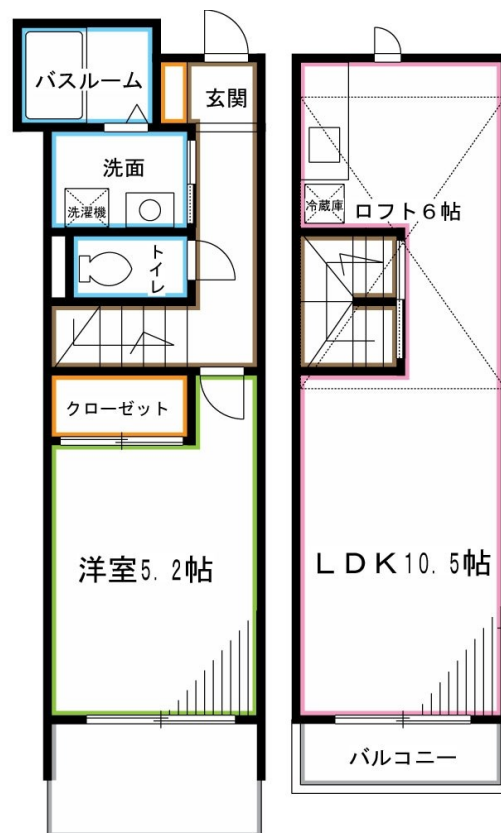 バスルーム
玄関
洗面
洗濯機
トイレ
クローゼット
洋室5.2帖
冷蔵庫
ロフト6帖
LDK10.5帖
バルコニー